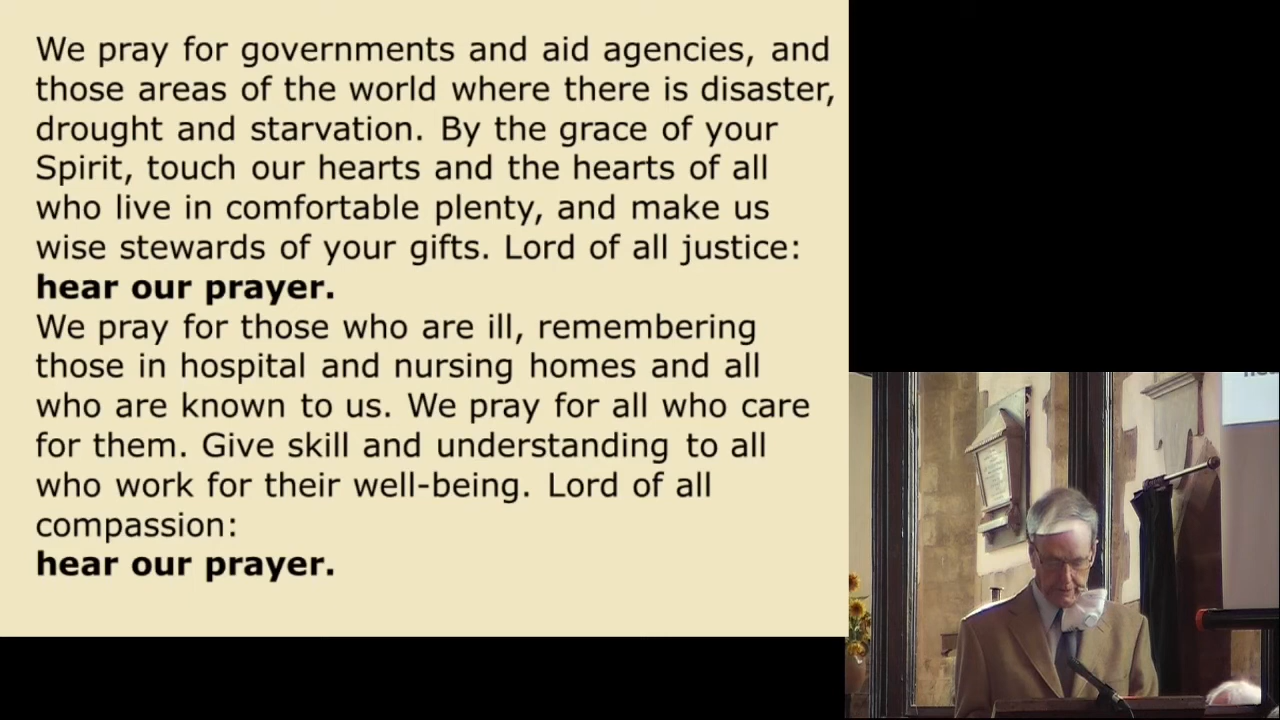 We pray for governments and aid agencies, and
those areas of the world where there is disaster,
drought and starvation. By the grace of your
Spirit, touch our hearts and the hearts of all
who live in comfortable plenty, and make us
wise stewards of your gifts. Lord of all justice:
hear our prayer.
We pray for those who are ill, remembering
those in hospital and nursing homes and all
who are known to us. We pray for all who care
for them. Give skill and understanding to all
who work for their well-being. Lord of all
compassion:
hear our prayer.